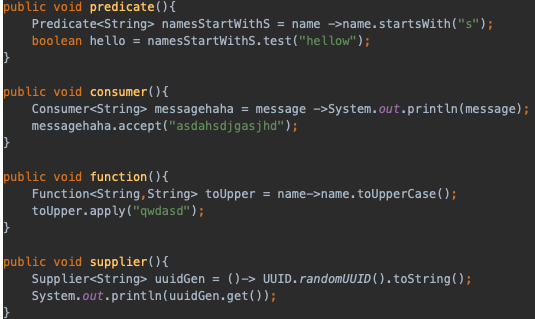 public void predicate(){
    Predicate<String> namesStartWithS = name ->name.startsWith("s");
    boolean hello = namesStartWithS.test("hellow");
}
public void consumer(){
    Consumer<String> messagehaha = message ->System.out.println(message);
    messagehaha.accept("asdahsdjgasjhd");
}
public void function(){
    Function<String,String> toUpper = name->name.toUpperCase();
    toUpper.apply("qwdasd");
}
public void supplier(){
    Supplier<String> uuidGen = ()-> UUID.randomUUID().toString();
    System.out.println(uuidGen.get());
}